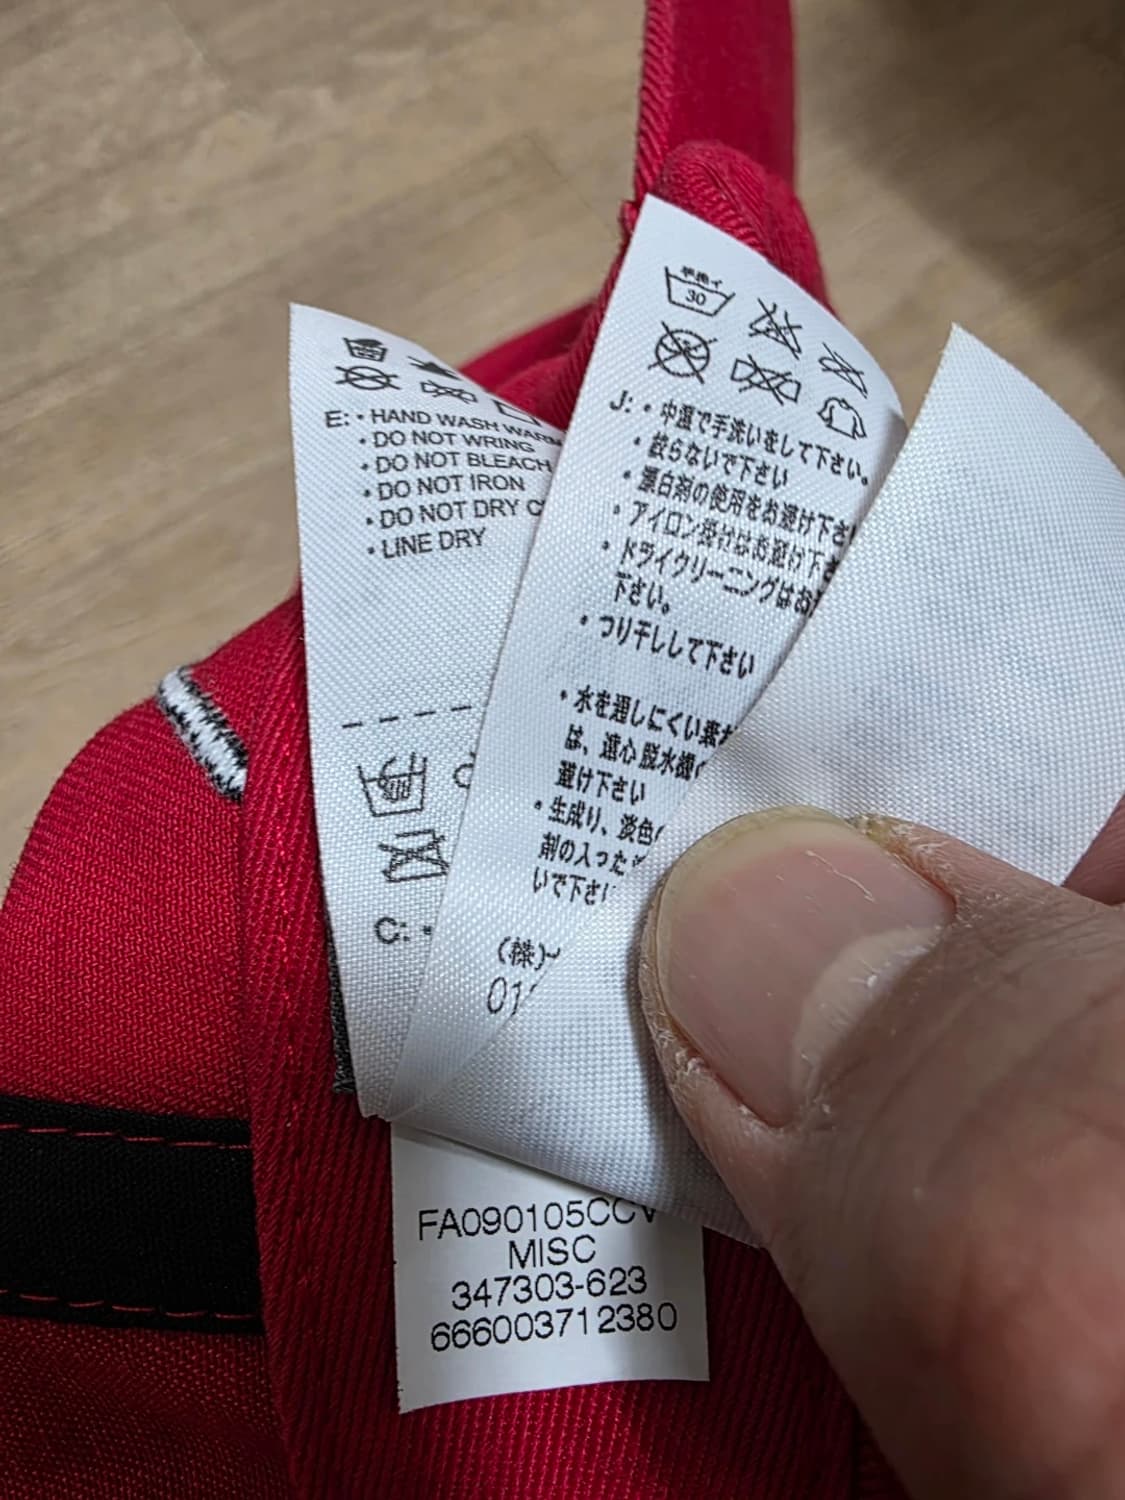 E: • HAND WASH WARM
• DO NOT WRING
• DO NOT BLEACH
• DO NOT IRON
• DO NOT DRY C
• LINE DRY
C: •
手洗イ
30
J: • 中温で手洗いをして下さい。
• 絞らないで下さい
• 漂白剤の使用をお避け下さ
• アイロン掛けはお避け下さ
• ドライクリーニングはお
下さい。
• つり干しして下さい
• 水を通しにくい素
は、遠心脱水機
避け下さい
• 生成り、淡色
剤の入った
いで下さ
(株)
01
FA090105CCV
MISC
347303-623
666003712380